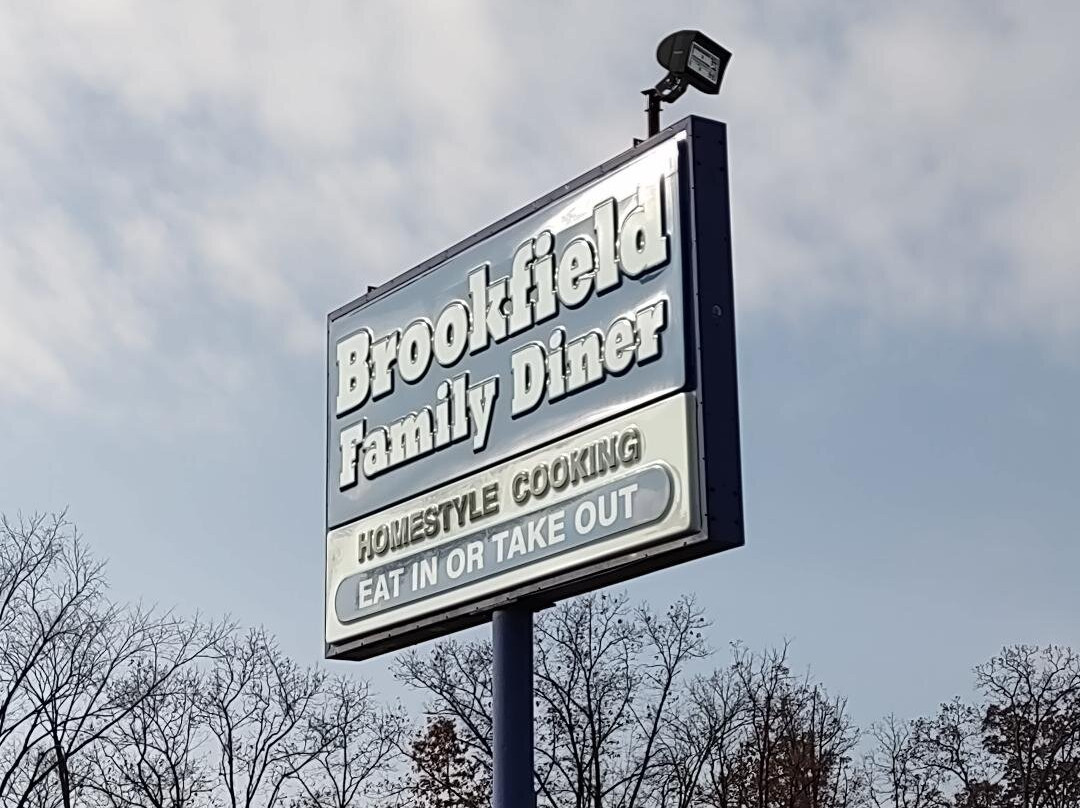 Brookfield
Family Diner
HOMESTYLE COOKING
EAT IN OR TAKE OUT